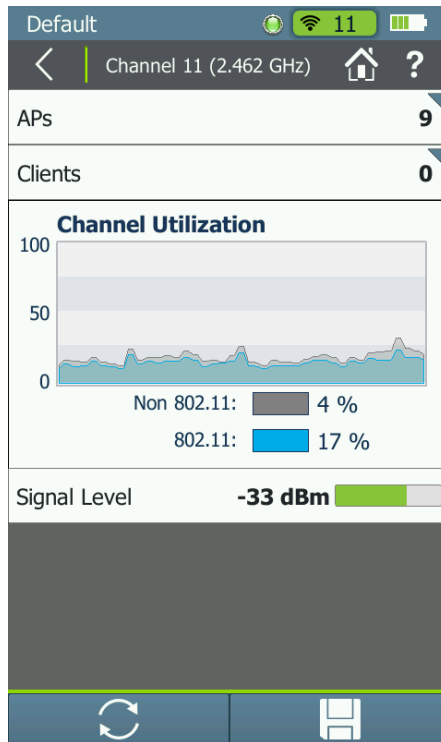 Default
11
Channel 11 (2.462 GHz)
?
APs
9
Clients
0
Channel Utilization
100
50
0
Non 802.11:
4 %
802.11:
17 %
Signal Level
-33 dBm